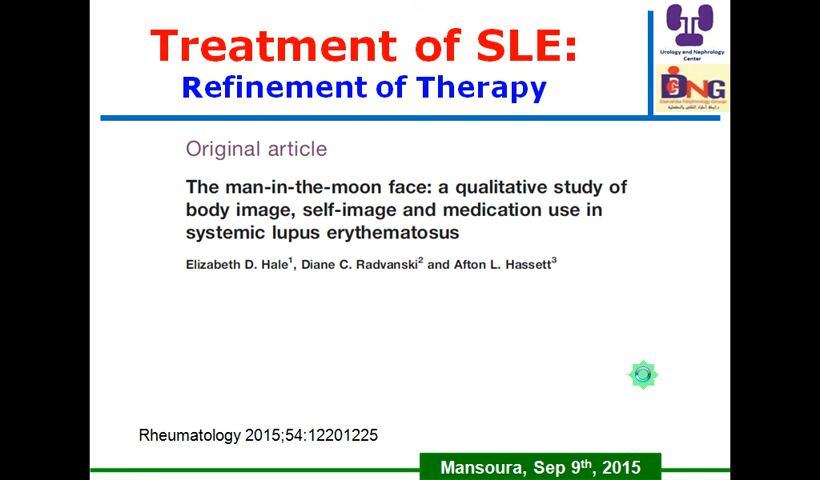 Treatment of SLE:
Refinement of Therapy
Urology and Nephrology
Center
DNG
Original article
The man-in-the-moon face: a qualitative study of
body image, self-image and medication use in
systemic lupus erythematosus
Elizabeth D. Hale1, Diane C. Radvanski2 and Afton L. Hassett3
Rheumatology 2015;54:12201225
Mansoura, Sep 9th, 2015